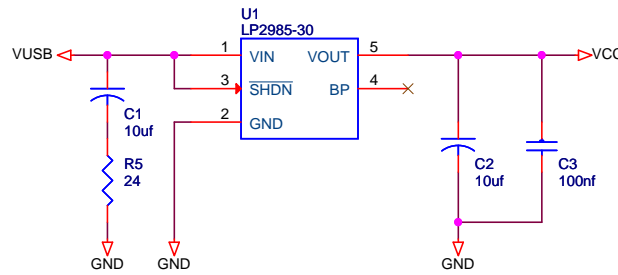 U1
LP2985-30
VUSB
1
VIN
VOUT
5
VCC
3
SHDN
BP
4
2
GND
C1
10uf
R5
24
C2
10uf
C3
100nf
GND
GND
GND